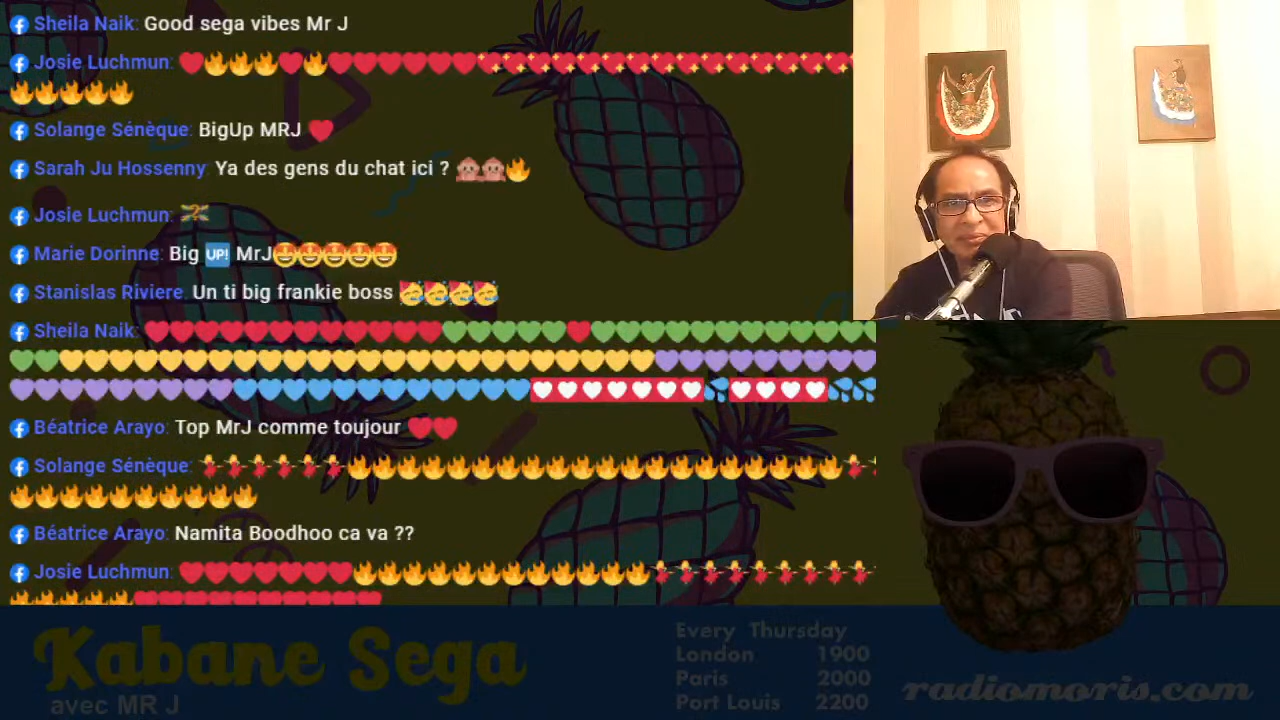 Sheila Naik: Good sega vibes Mr J
Josie Luchmun:
Solange Sénèque: BigUp MRJ
Sarah Ju Hossenny: Ya des gens du chat ici ?
Josie Luchmun:
Marie Dorinne: Big UP! MrJ
Stanislas Riviere: Un ti big frankie boss
Sheila Naik:
Béatrice Arayo: Top MrJ comme toujour
Solange Sénèque:
Béatrice Arayo: Namita Boodhoo ca va ??
Josie Luchmun:
Kabane Sega
avec MR J
Every Thursday
London 1900
Paris 2000
Port Louis 2200
radiomoris.com